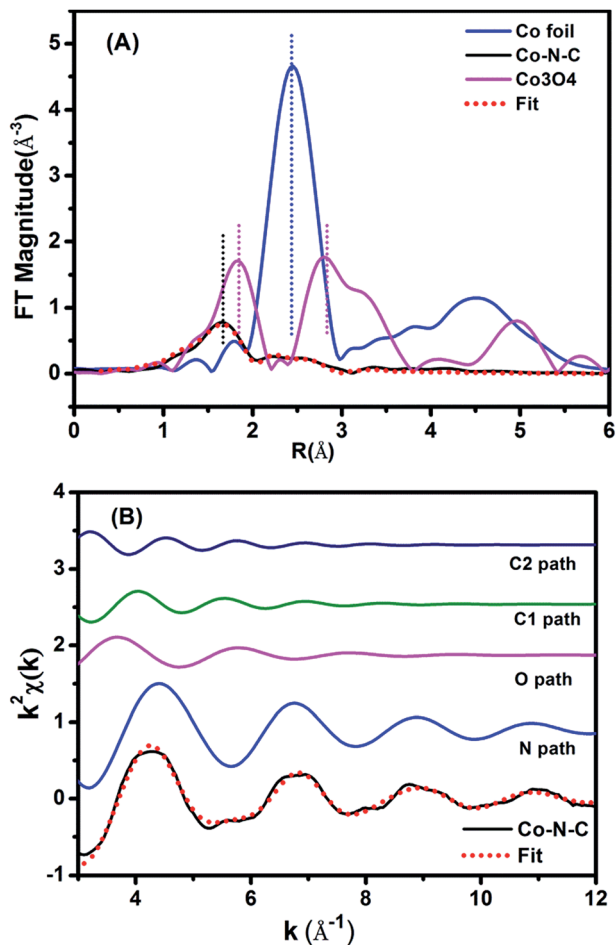 (A)
Co foil
Co-N-C
Co3O4
Fit
FT Magnitude(Å⁻³)
5
4
3
2
1
0
0 1 2 3 4 5 6
R(Å)
(B)
C2 path
C1 path
O path
N path
Co-N-C
Fit
k²χ(k)
4
3
2
1
0
-1
4 6 8 10 12
k (Å⁻¹)